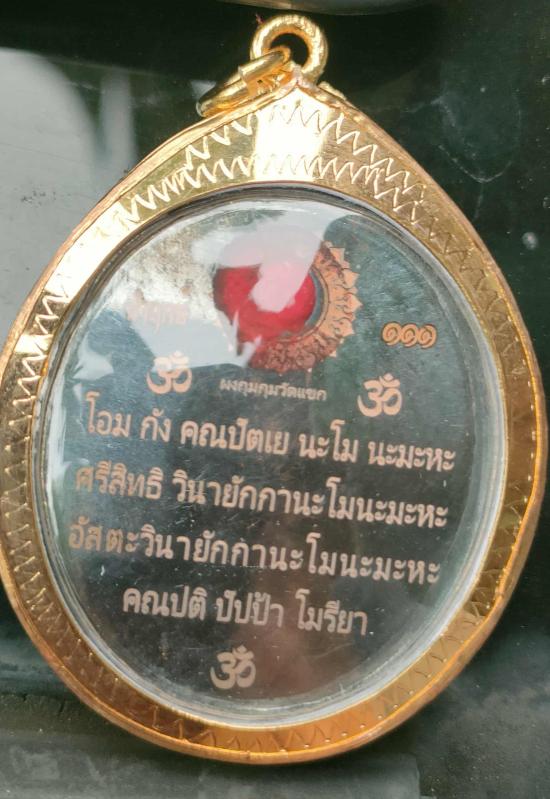 ๑๑๑
ॐ ॐ
ผงกุมกุมวัดแขก
โอม กัง คณปัตเย นะโม นะมะหะ
ศรีสิทธิ วินายักกานะโมนะมะหะ
อัสตะวินายักกานะโมนะมะหะ
คณปติ ปัปป้า โมรียา
ॐ